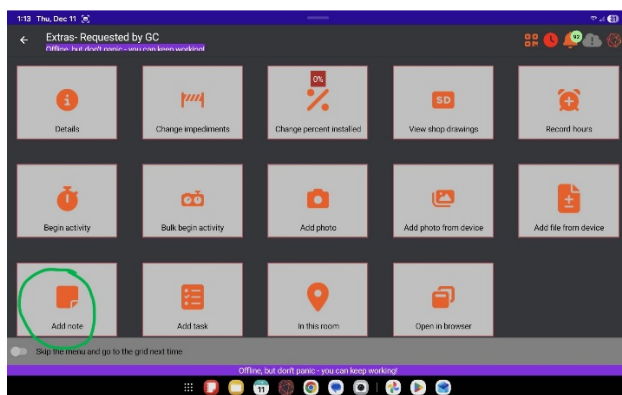 1:13 Thu, Dec 11
Extras- Requested by GC
Offline, but don't panic - you can keep working!
92
0%
SD
Details
Change impediments
Change percent installed
View shop drawings
Record hours
Begin activity
Bulk begin activity
Add photo
Add photo from device
Add file from device
Add note
Add task
In this room
Open in browser
Skip the menu and go to the grid next time
Offline, but don't panic - you can keep working!
11